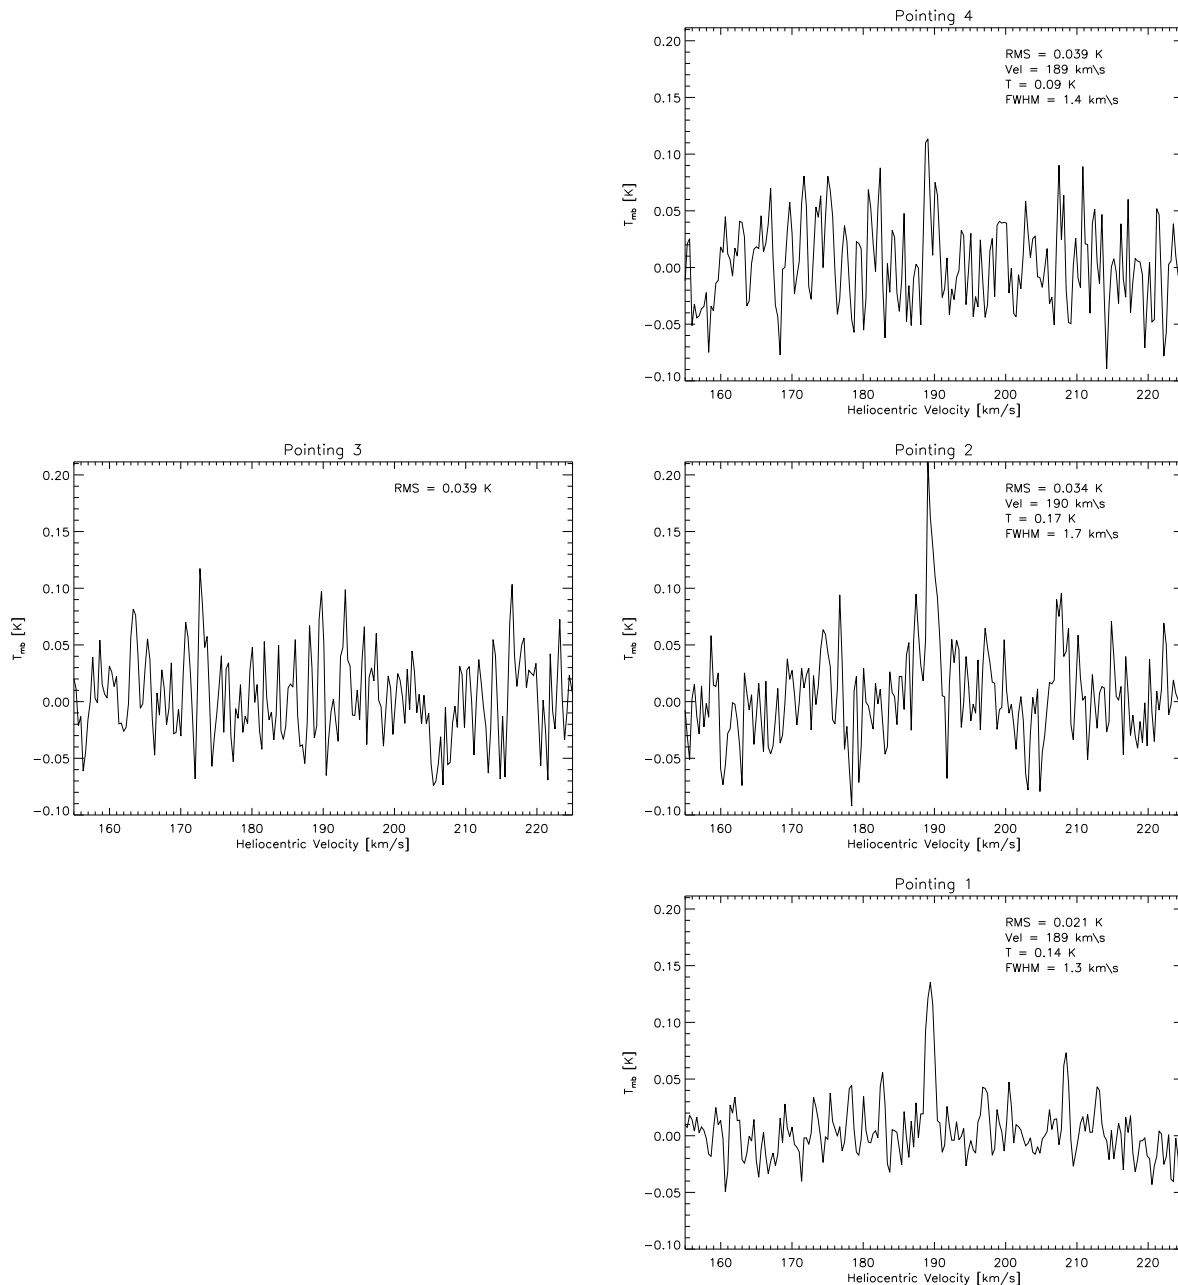 Pointing 4
RMS = 0.039 K
Vel = 189 km\s
T = 0.09 K
FWHM = 1.4 km\s
0.20
0.15
0.10
0.05
0.00
−0.05
−0.10
T_mb [K]
160 170 180 190 200 210 220
Heliocentric Velocity [km/s]
Pointing 3
RMS = 0.039 K
0.20
0.15
0.10
0.05
0.00
−0.05
−0.10
T_mb [K]
160 170 180 190 200 210 220
Heliocentric Velocity [km/s]
Pointing 2
RMS = 0.034 K
Vel = 190 km\s
T = 0.17 K
FWHM = 1.7 km\s
0.20
0.15
0.10
0.05
0.00
−0.05
−0.10
T_mb [K]
160 170 180 190 200 210 220
Heliocentric Velocity [km/s]
Pointing 1
RMS = 0.021 K
Vel = 189 km\s
T = 0.14 K
FWHM = 1.3 km\s
0.20
0.15
0.10
0.05
0.00
−0.05
−0.10
T_mb [K]
160 170 180 190 200 210 220
Heliocentric Velocity [km/s]